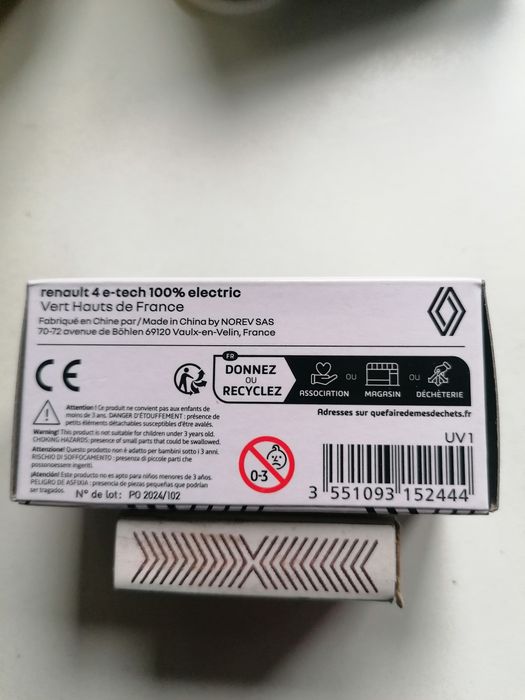 renault 4 e-tech 100% electric
Vert Hauts de France
Fabriqué en Chine par / Made in China by NOREV SAS
70-72 avenue de Böhlen 69120 Vaulx-en-Velin, France
CE
FR
DONNEZ
OU
RECYCLEZ
ASSOCIATION
OU
MAGASIN
OU
DÉCHÈTERIE
Adresses sur quefairedemesdechets.fr
Attention! Ce produit ne convient pas aux enfants de
moins de 3 ans. DANGER D'ÉTOUFFEMENT : présence de
petits éléments détachables susceptibles d'être avalés.
Warning! This product is not suitable for children under 3 years old.
CHOKING HAZARDS: presence of small parts that could be swallowed.
Attenzione! Questo prodotto non è adatto per bambini sotto i 3 anni.
RISCHIO DI SOFFOCAMENTO : presenza di piccole parti che
possonoessere ingeriti.
¡Atención! Este producto no es apto para niños menores de 3 años.
PELIGRO DE ASFIXIA : presencia de piezas pequeñas que podrían
ser tragados.
N° de lot: PO 2024/102
0-3
UV1
3 551093 152444